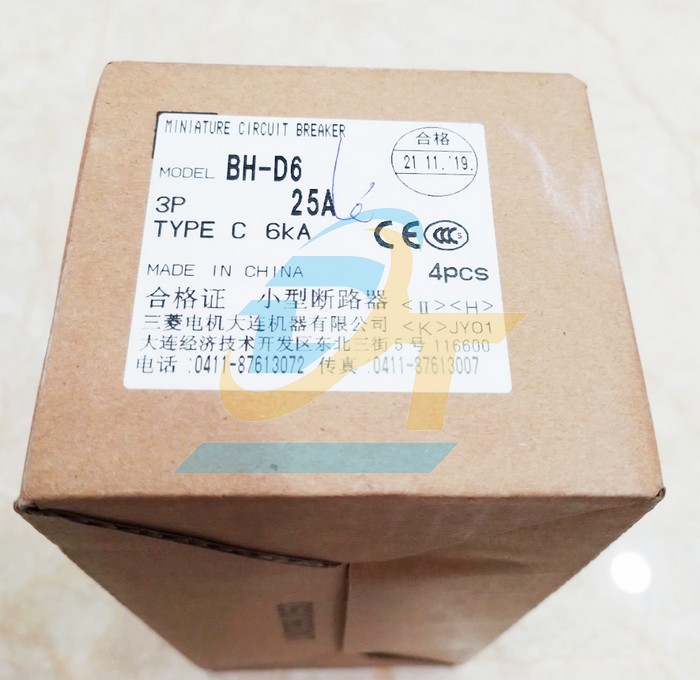 MINIATURE CIRCUIT BREAKER
合格
21 11. '19.
MODEL BH-D6
3P 25A
TYPE C 6kA
CE CCC S
MADE IN CHINA 4pcs
合格证 小型断路器 <Ⅱ><H>
三菱电机大连机器有限公司 <K>JY01
大连经济技术开发区东北三街5号 116600
电话 :0411-87613072 传真 :0411-87613007